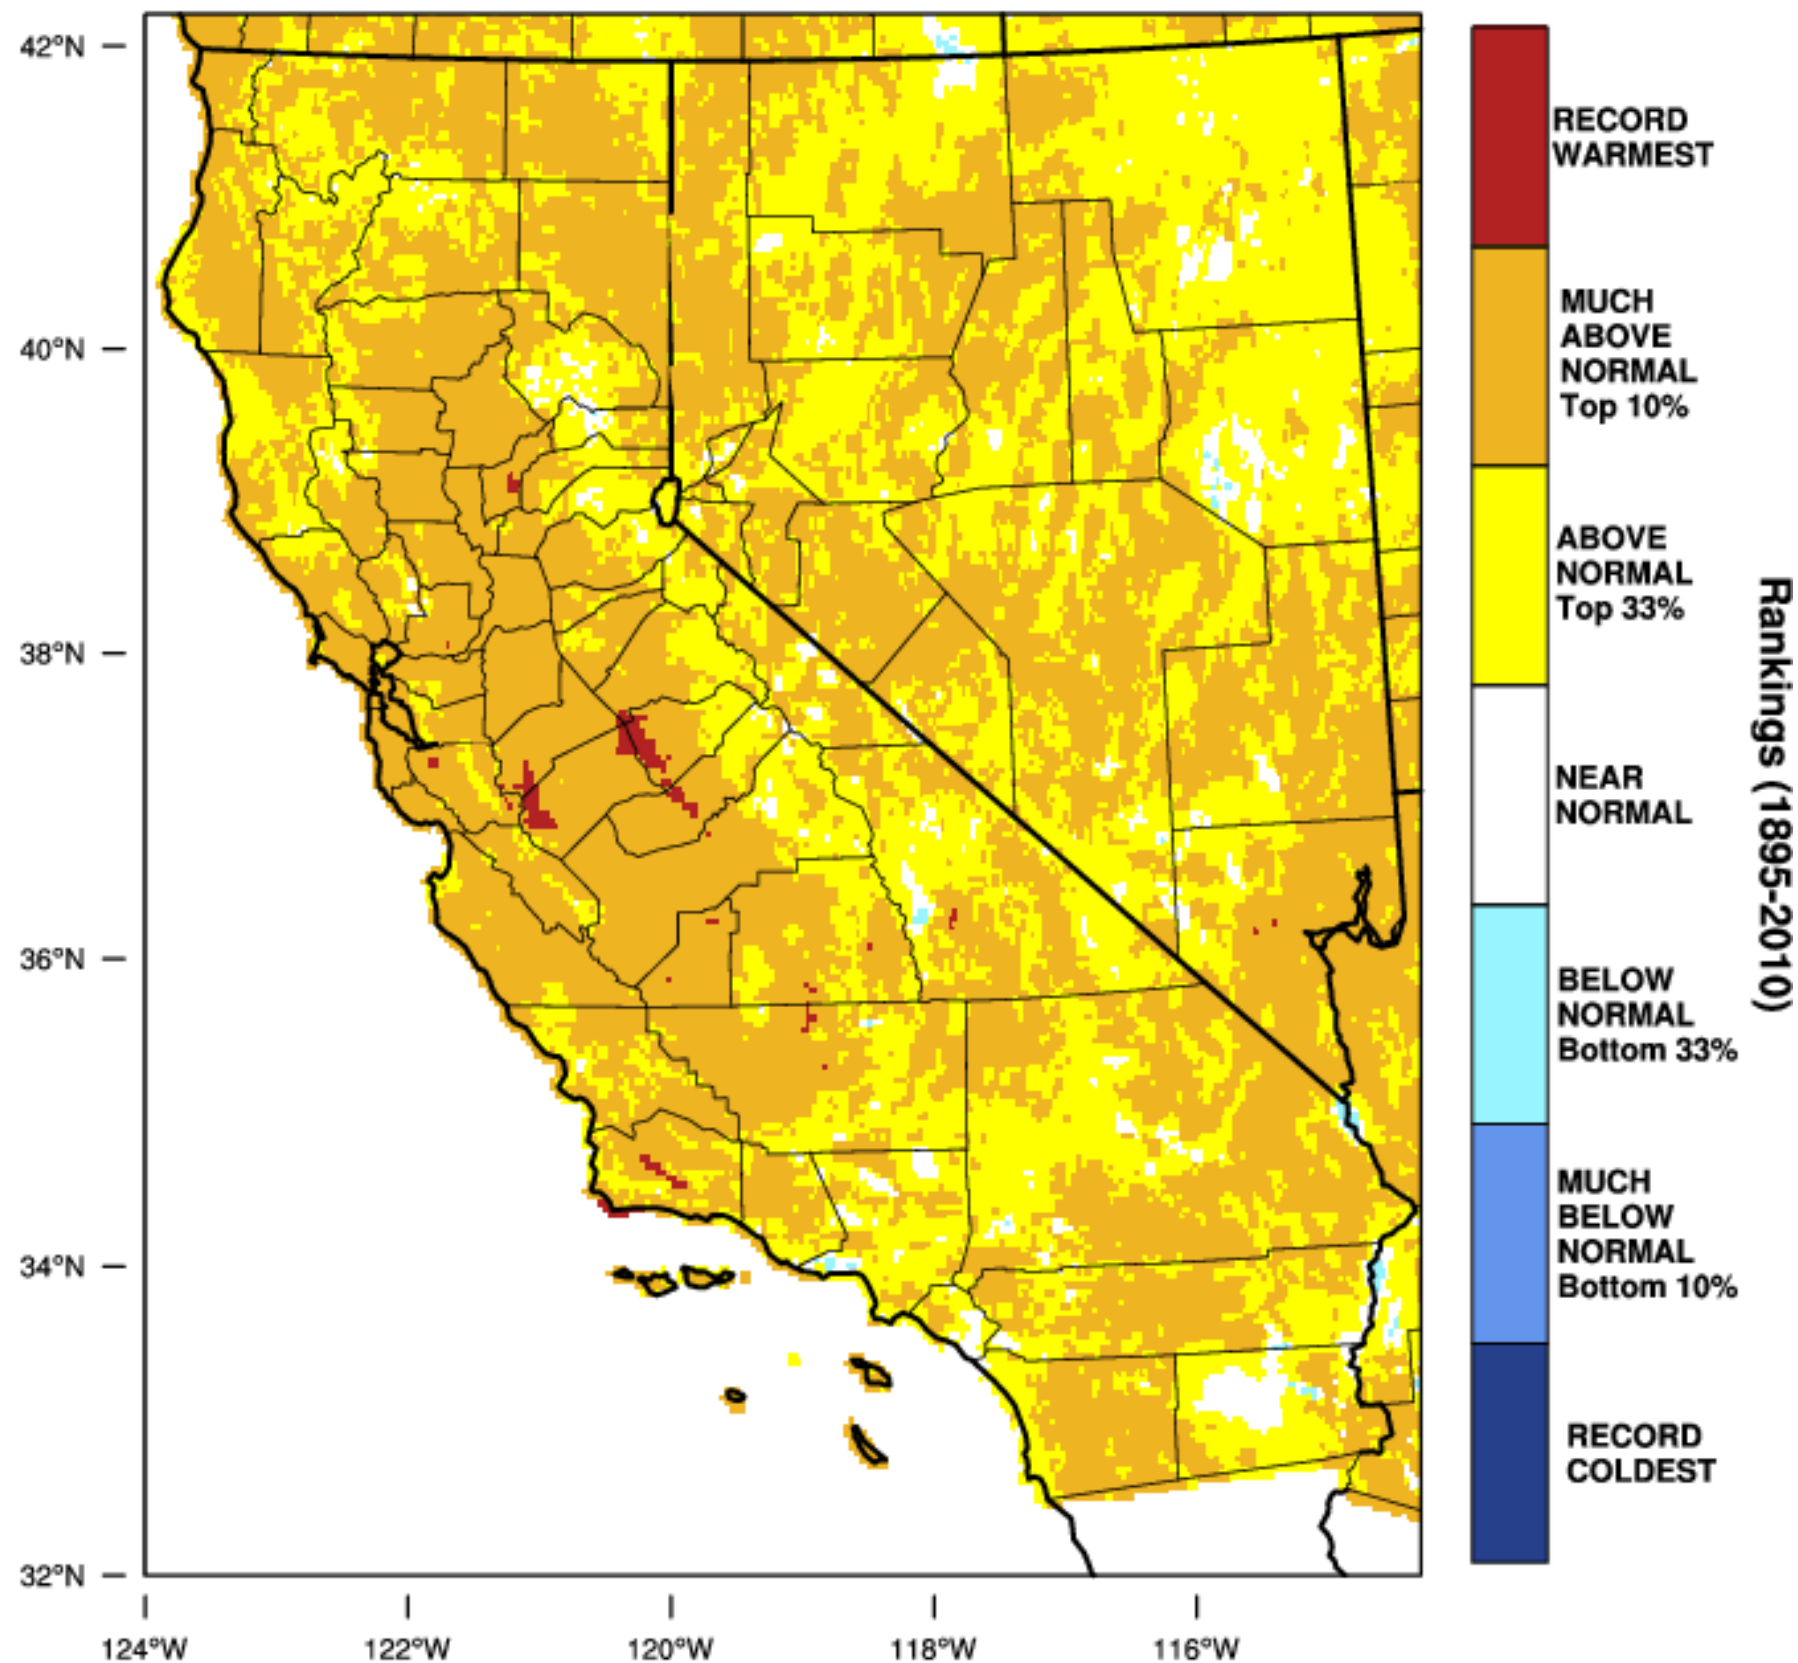 42°N
40°N
38°N
36°N
34°N
32°N
124°W
122°W
120°W
118°W
116°W
RECORD
WARMEST
MUCH
ABOVE
NORMAL
Top 10%
ABOVE
NORMAL
Top 33%
NEAR
NORMAL
BELOW
NORMAL
Bottom 33%
MUCH
BELOW
NORMAL
Bottom 10%
RECORD
COLDEST
Rankings (1895-2010)